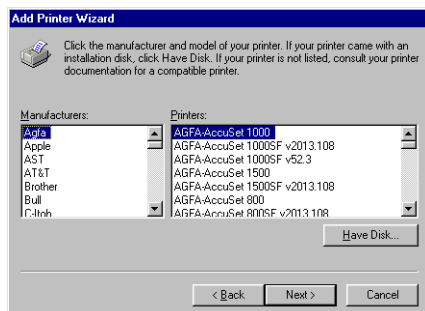 Add Printer Wizard
Click the manufacturer and model of your printer. If your printer came with an
installation disk, click Have Disk. If your printer is not listed, consult your printer
documentation for a compatible printer.
Manufacturers:
Agfa
Apple
AST
AT&T
Brother
Bull
C-Itoh
Printers:
AGFA-AccuSet 1000
AGFA-AccuSet 1000SF v2013.108
AGFA-AccuSet 1000SF v52.3
AGFA-AccuSet 1500
AGFA-AccuSet 1500SF v2013.108
AGFA-AccuSet 800
AGFA-AccuSet 800SF v2013.108
Have Disk...
< Back
Next >
Cancel